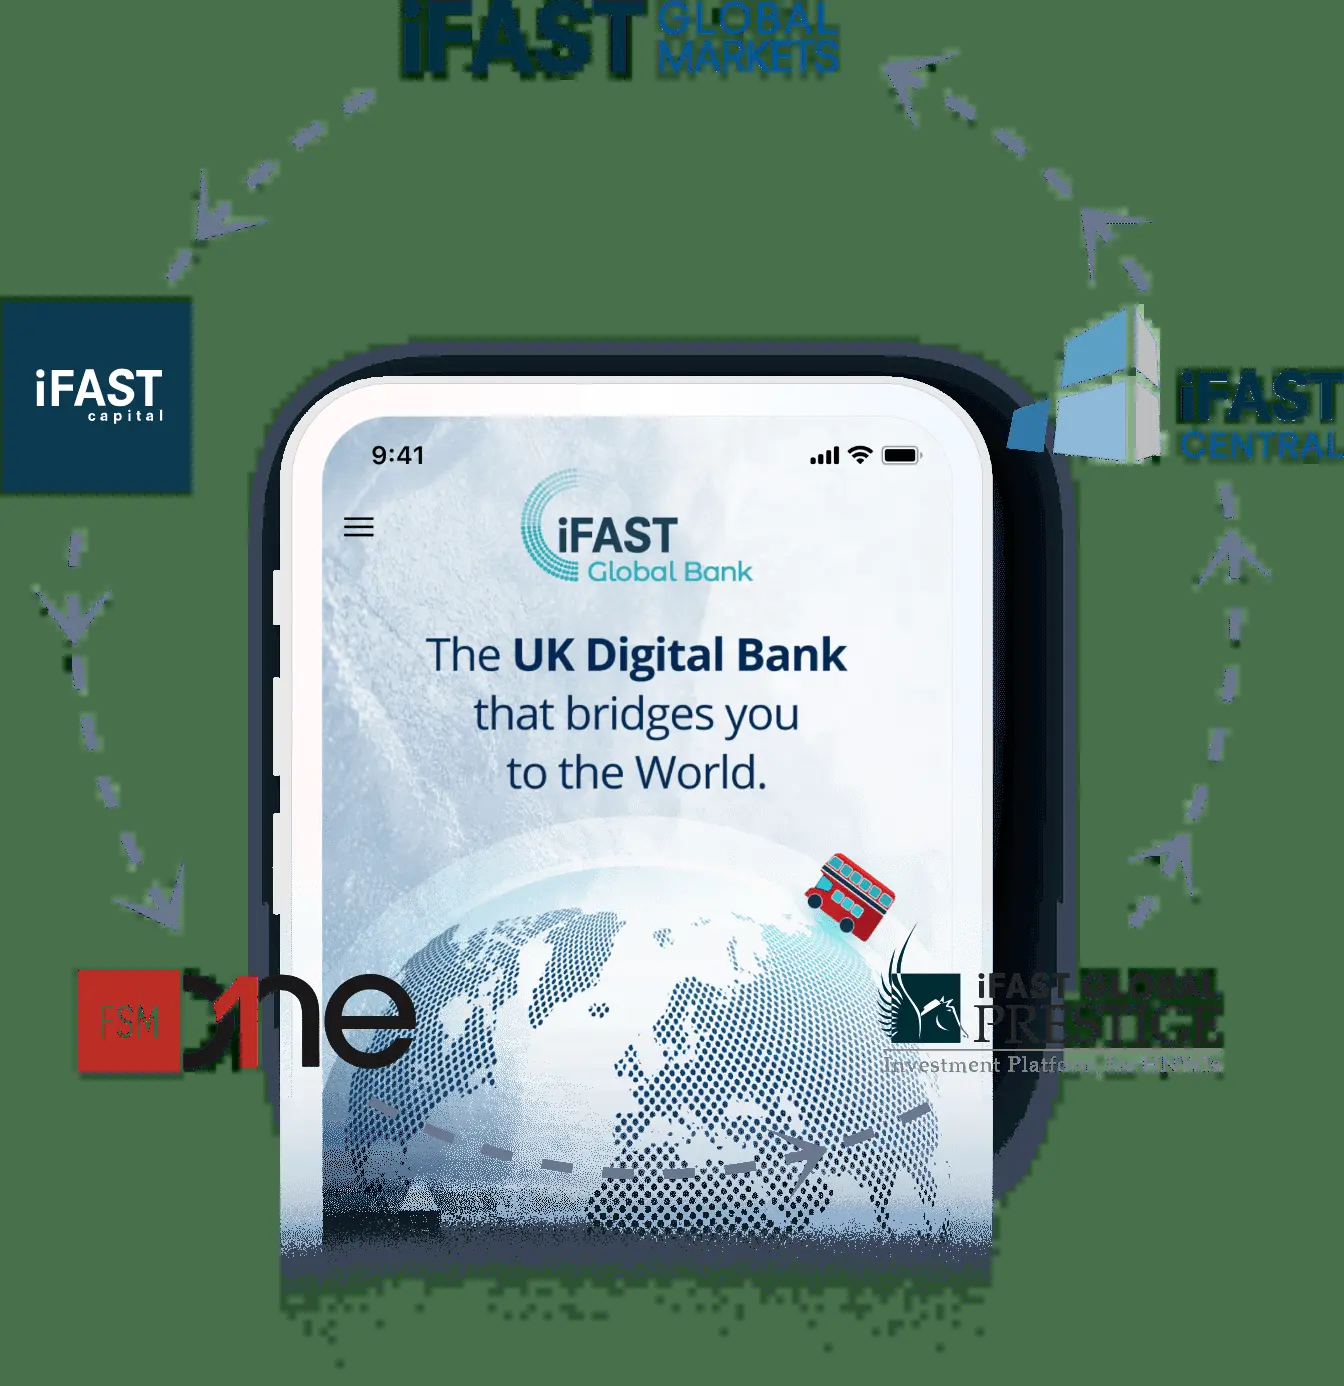 iFAST GLOBAL
MARKETS
iFAST
capital
iFAST
CENTRAL
9:41
iFAST
Global Bank
The UK Digital Bank
that bridges you
to the World.
FSM One
iFAST GLOBAL
PRESTIGE
Investment Platform